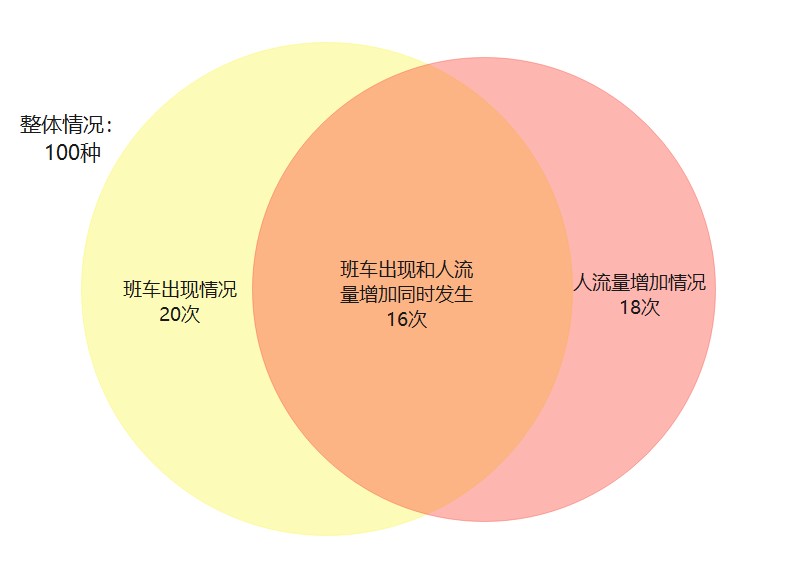 整体情况：
100种
班车出现情况
20次
班车出现和人流
量增加同时发生
16次
人流量增加情况
18次